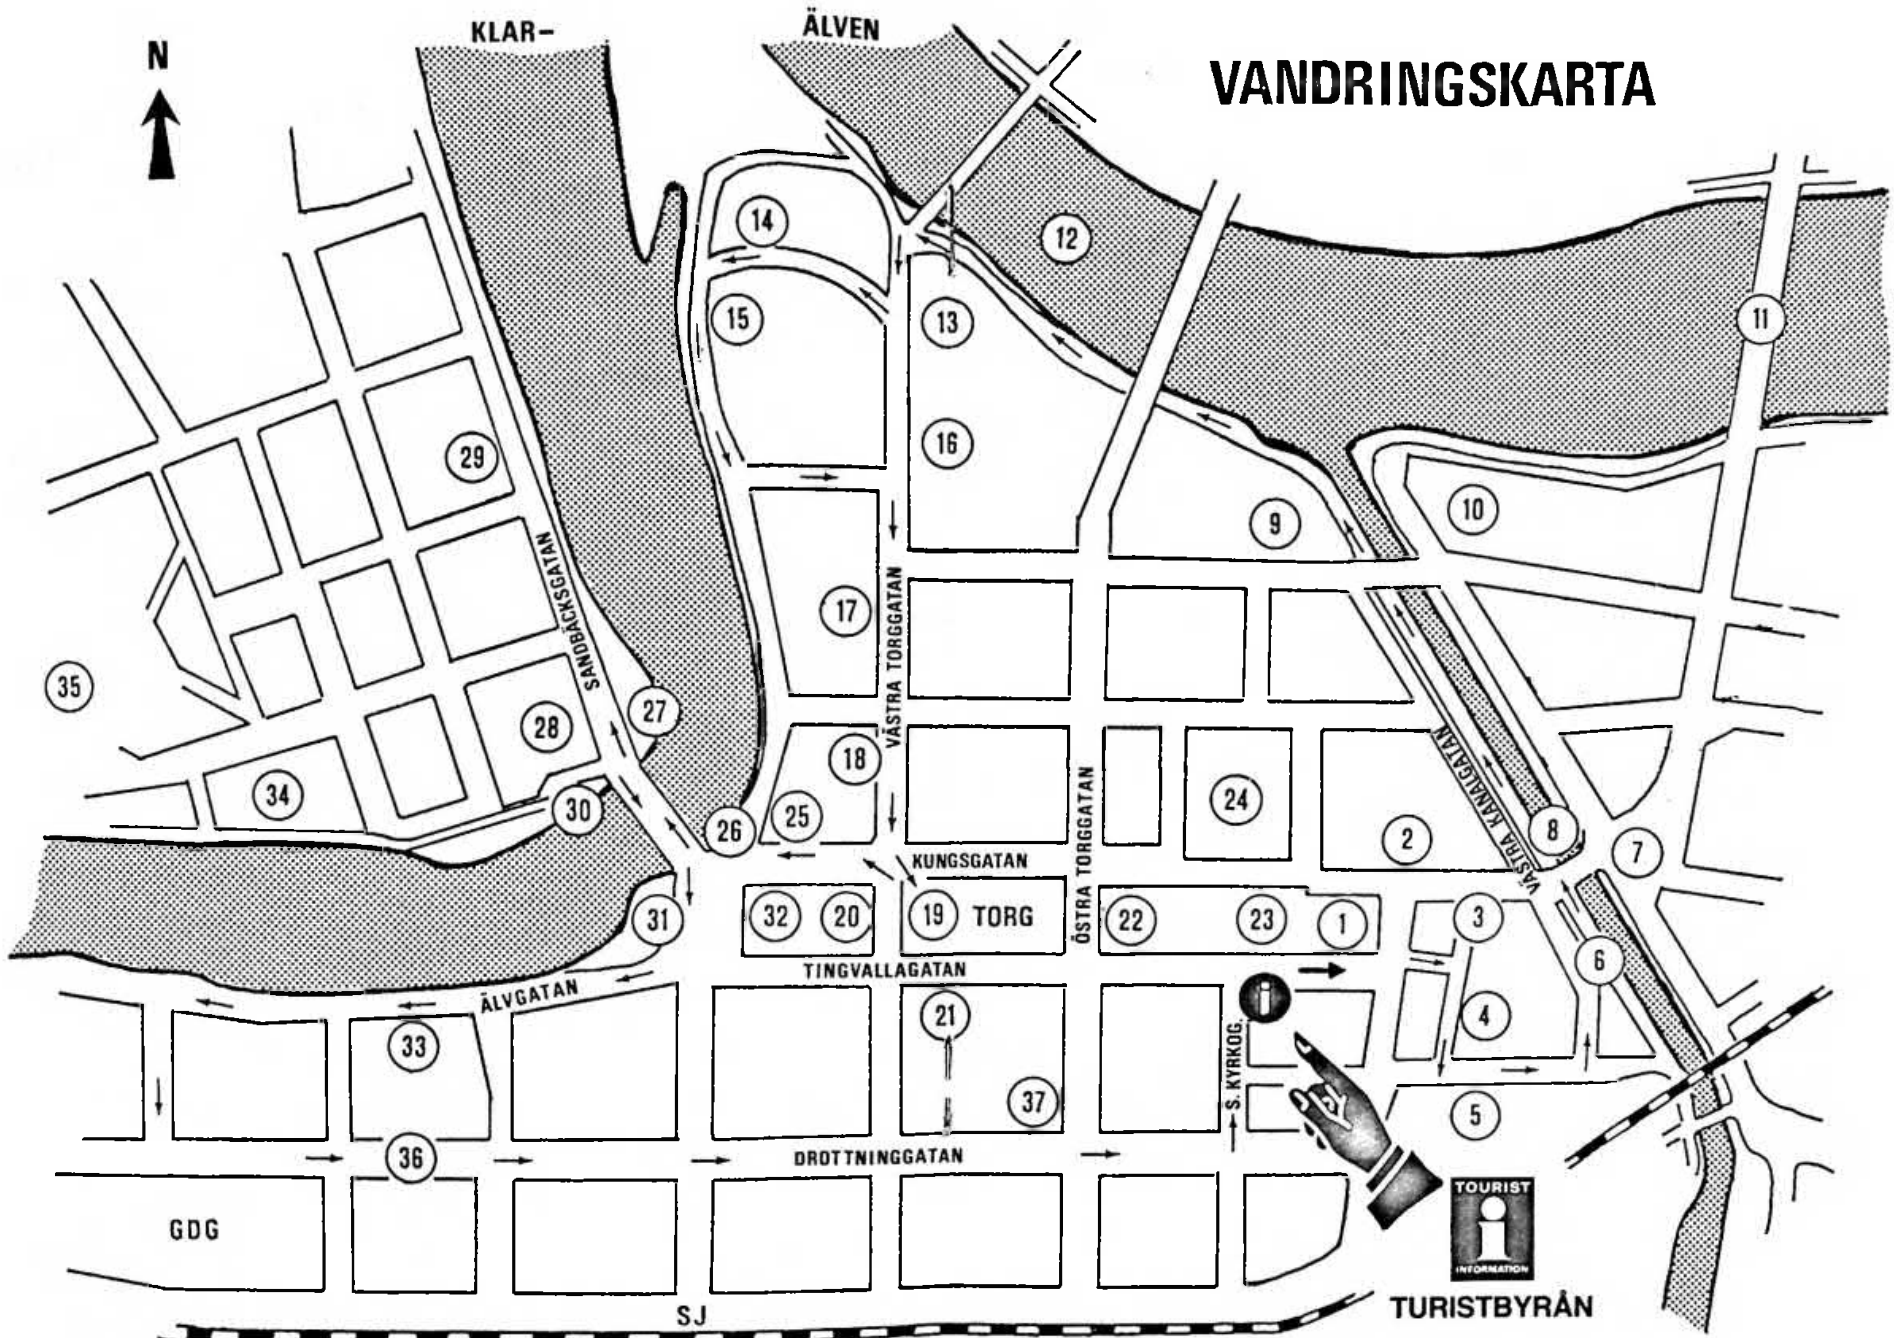 KLAR-
ÄLVEN
VANDRINGSKARTA
N
14
12
15
13
11
29
16
10
9
SANDBÄCKSGATAN
17
VÄSTRA TORGGATAN
35
27
28
18
VÄSTRA KANALGATAN
34
30
26
25
24
ÖSTRA TORGGATAN
2
8
7
KUNGSGATAN
31
32
20
19
TORG
22
23
1
3
TINGVALLAGATAN
6
ÄLVGATAN
i
33
21
4
S. KYRKOG.
37
5
36
DROTTNINGGATAN
GDG
TOURIST
i
INFORMATION
TURISTBYRÅN
SJ